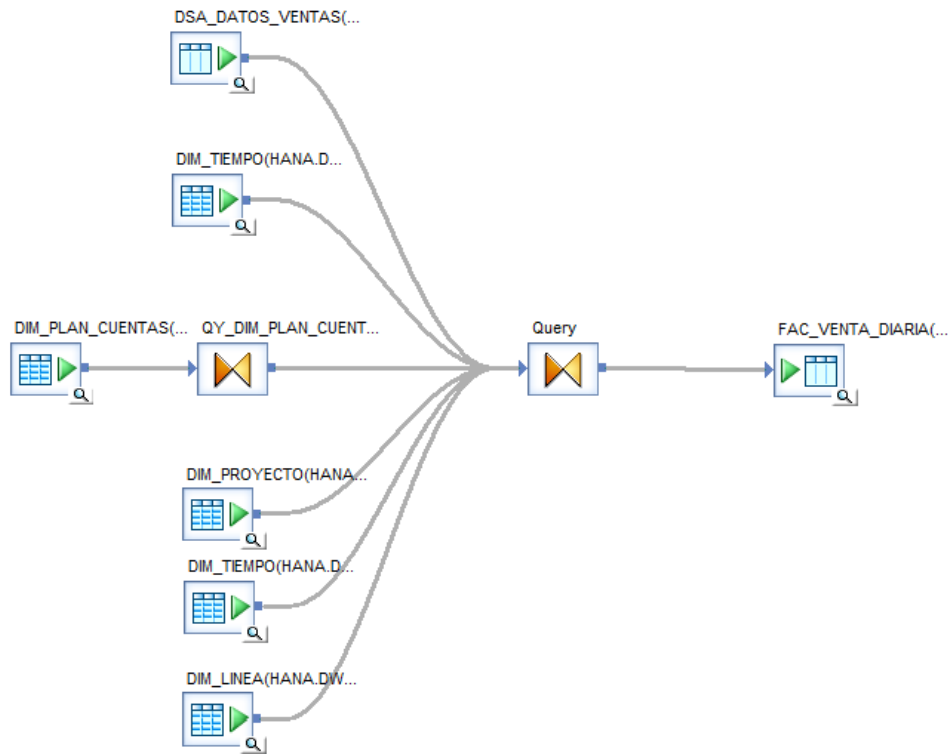 DSA_DATOS_VENTAS(...
DIM_TIEMPO(HANA.D...
DIM_PLAN_CUENTAS(...
QY_DIM_PLAN_CUENT...
Query
FAC_VENTA_DIARIA(...
DIM_PROYECTO(HANA...
DIM_TIEMPO(HANA.D...
DIM_LINEA(HANA.DW...